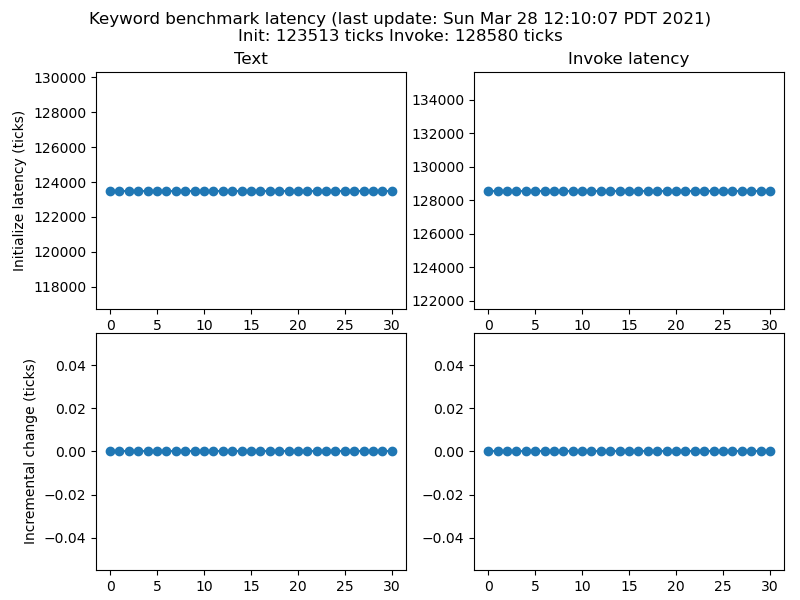 Keyword benchmark latency (last update: Sun Mar 28 12:10:07 PDT 2021)
Init: 123513 ticks Invoke: 128580 ticks
Text
Invoke latency
Initialize latency (ticks)
130000
128000
126000
124000
122000
120000
118000
0 5 10 15 20 25 30
134000
132000
130000
128000
126000
124000
122000
0 5 10 15 20 25 30
Incremental change (ticks)
0.04
0.02
0.00
−0.02
−0.04
0 5 10 15 20 25 30
0.04
0.02
0.00
−0.02
−0.04
0 5 10 15 20 25 30